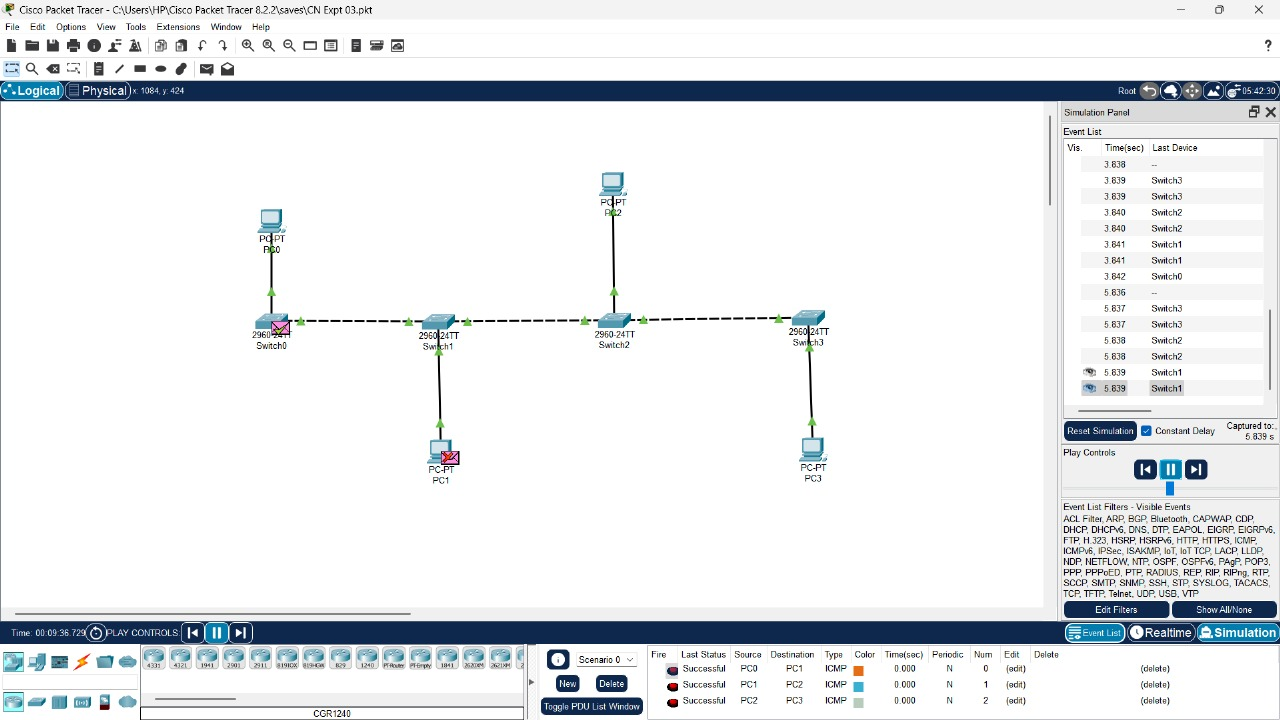 Cisco Packet Tracer - C:\Users\HP\Cisco Packet Tracer 8.2.2\saves\CN Expt 03.pkt
File Edit Options View Tools Extensions Window Help
?
Logical Physical x: 1084, y: 424 Root 05:42:30
Simulation Panel
Event List
Vis. Time(sec) Last Device
3.838 --
3.839 Switch3
3.839 Switch3
3.840 Switch2
3.840 Switch2
3.841 Switch1
3.841 Switch1
3.842 Switch0
5.836 --
5.837 Switch3
5.837 Switch3
5.838 Switch2
5.838 Switch2
5.839 Switch1
5.839 Switch1
Reset Simulation Constant Delay Captured to:
5.839 s
Play Controls
Event List Filters - Visible Events
ACL Filter, ARP, BGP, Bluetooth, CAPWAP, CDP,
DHCP, DHCPv6, DNS, DTP, EAPOL, EIGRP, EIGRPv6,
FTP, H.323, HSRP, HSRPv6, HTTP, HTTPS, ICMP,
ICMPv6, IPSec, ISAKMP, IoT, IoT TCP, LACP, LLDP,
NDP, NETFLOW, NTP, OSPF, OSPFv6, PAgP, POP3,
PPP, PPPoED, PTP, RADIUS, REP, RIP, RIPng, RTP,
SCCP, SMTP, SNMP, SSH, STP, SYSLOG, TACACS,
TCP, TFTP, Telnet, UDP, USB, VTP
Edit Filters Show All/None
Event List Realtime Simulation
PC-PT
PC0
PC-PT
PC2
2960-24TT
Switch0
2960-24TT
Switch1
2960-24TT
Switch2
2960-24TT
Switch3
PC-PT
PC1
PC-PT
PC3
Time: 00:09:36.729 PLAY CONTROLS:
4331 4321 1941 2901 2911 819IOX 819HGW 829 1240 PT-Router PT-Empty 1841 2620XM 2621XM
CGR1240
Scenario 0
New Delete
Toggle PDU List Window
Fire Last Status Source Destination Type Color Time(sec) Periodic Num Edit Delete
Successful PC0 PC1 ICMP 0.000 N 0 (edit) (delete)
Successful PC1 PC2 ICMP 0.000 N 1 (edit) (delete)
Successful PC2 PC3 ICMP 0.000 N 2 (edit) (delete)